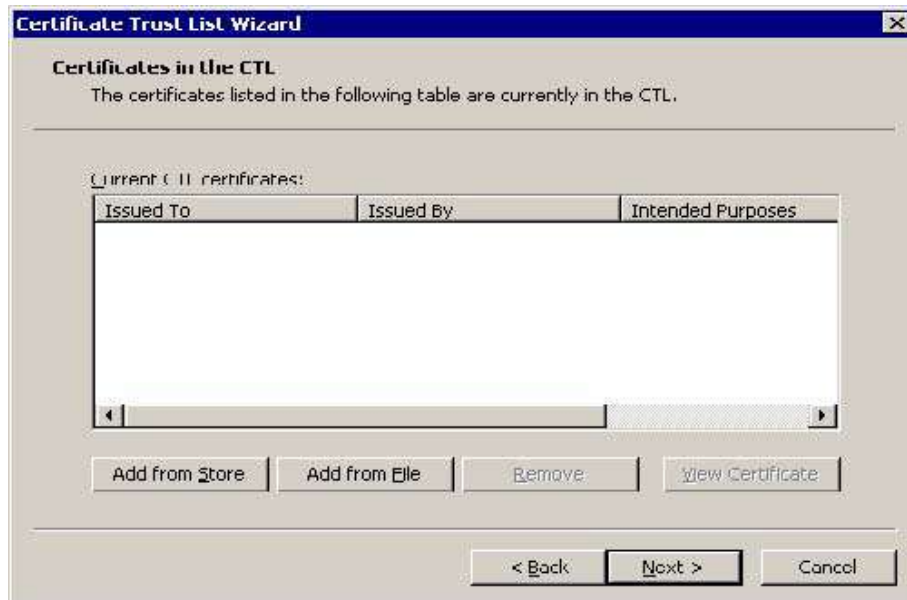 Certificate Trust List Wizard
Certificates in the CTL
The certificates listed in the following table are currently in the CTL.
Current CTL certificates:
Issued To Issued By Intended Purposes
Add from Store Add from File Remove View Certificate
< Back Next > Cancel